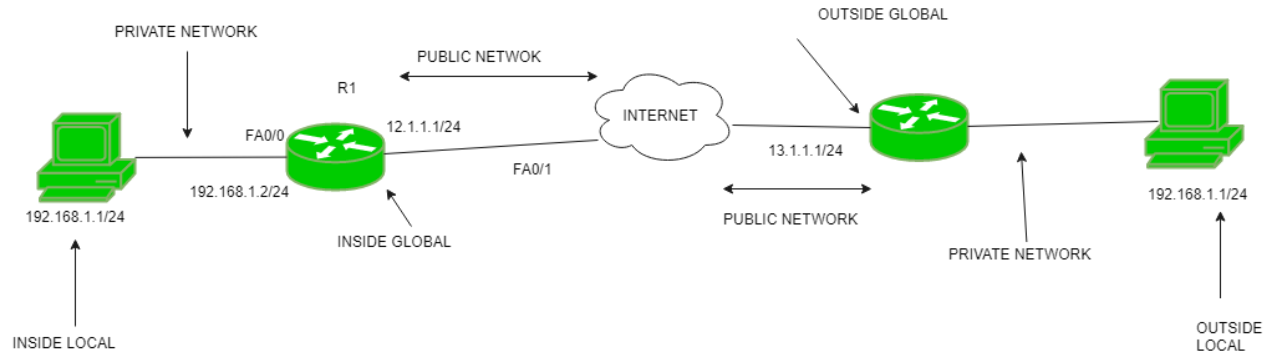 OUTSIDE GLOBAL
PRIVATE NETWORK
PUBLIC NETWOK
R1
INTERNET
FA0/0
12.1.1.1/24
13.1.1.1/24
FA0/1
192.168.1.2/24
192.168.1.1/24
192.168.1.1/24
PUBLIC NETWORK
INSIDE GLOBAL
PRIVATE NETWORK
INSIDE LOCAL
OUTSIDE
LOCAL